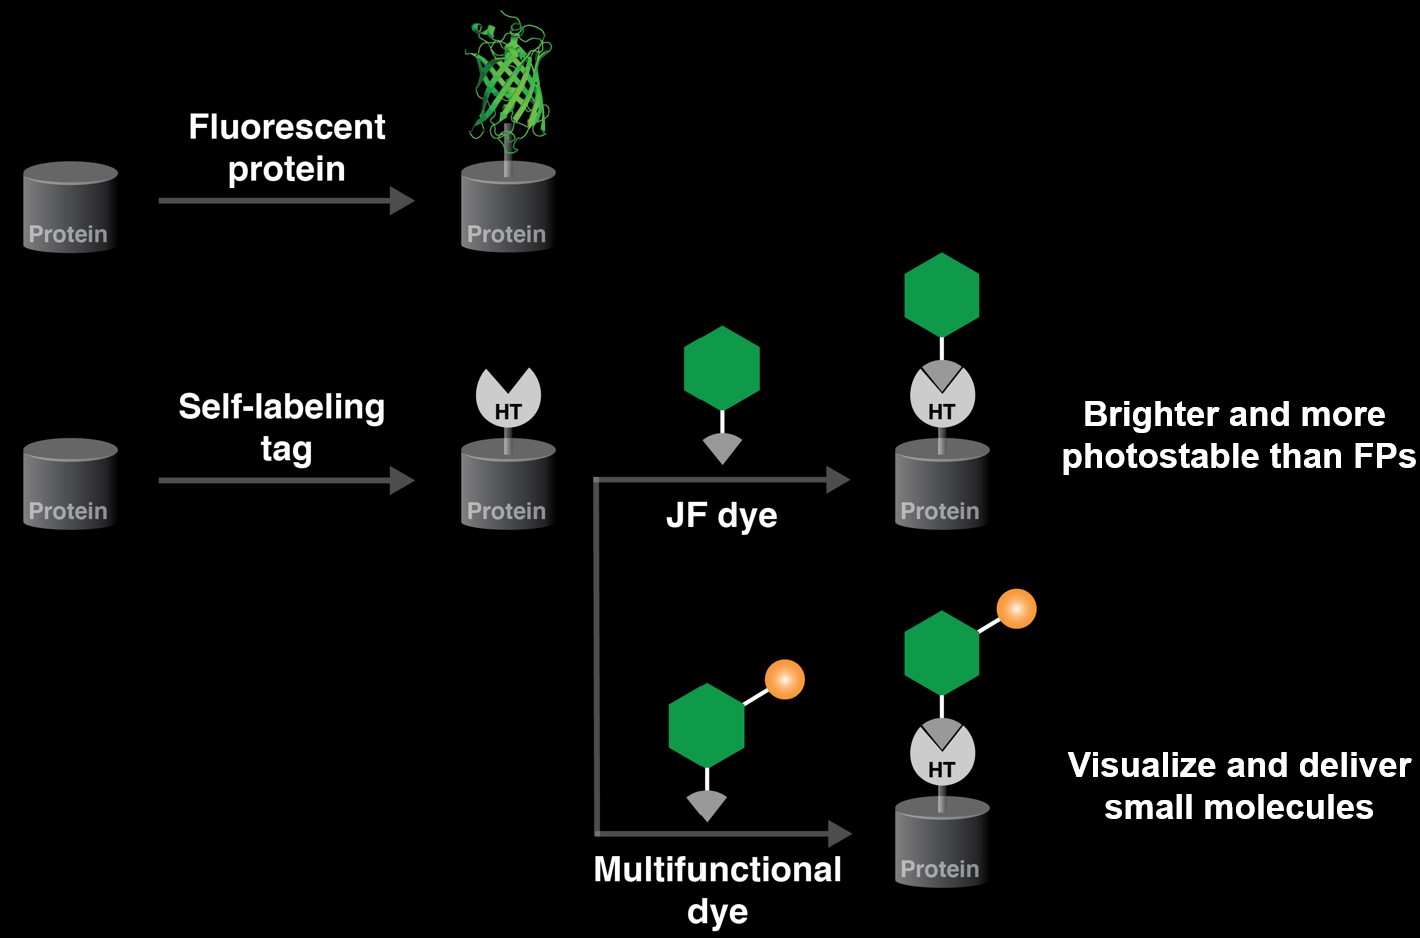 Fluorescent
protein
Protein
Protein
Self-labeling
tag
HT
Protein
Protein
JF dye
HT
Protein
Brighter and more
photostable than FPs
Multifunctional
dye
HT
Protein
Visualize and deliver
small molecules